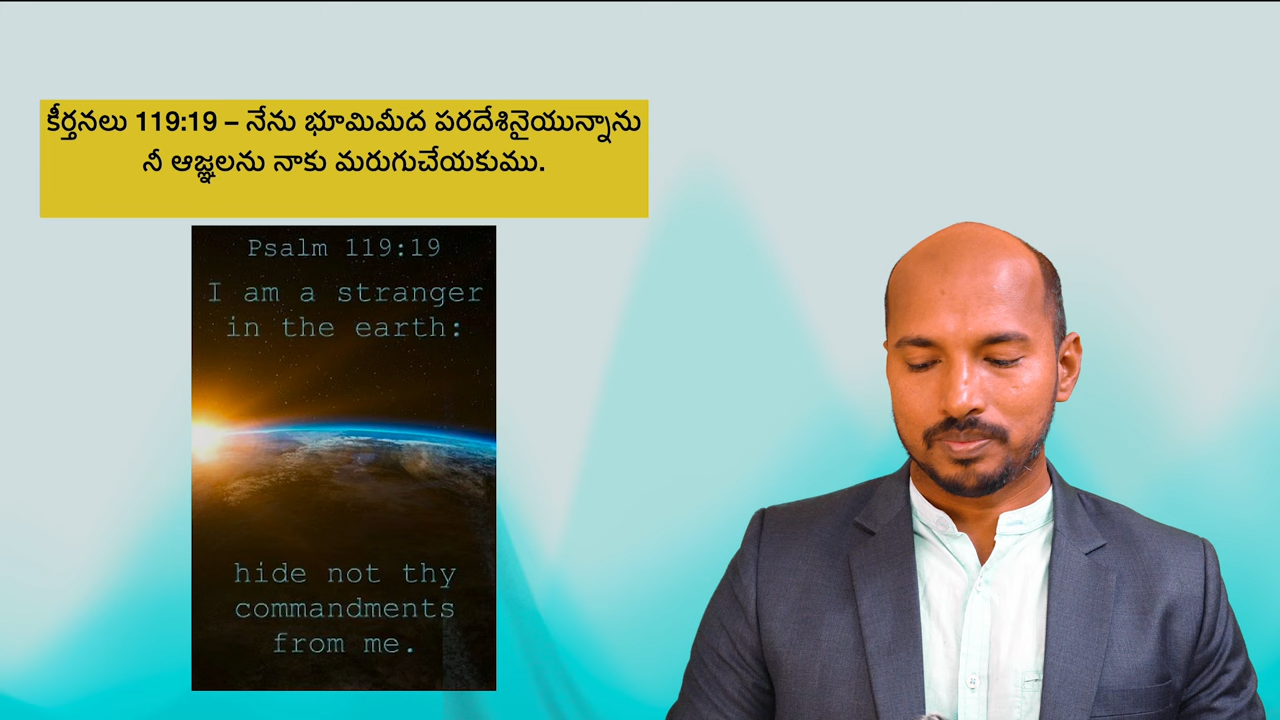 కీర్తనలు 119:19 – నేను భూమిమీద పరదేశినైయున్నాను
నీ ఆజ్ఞలను నాకు మరుగుచేయకుము.
Psalm 119:19
I am a stranger
in the earth:
hide not thy
commandments
from me.